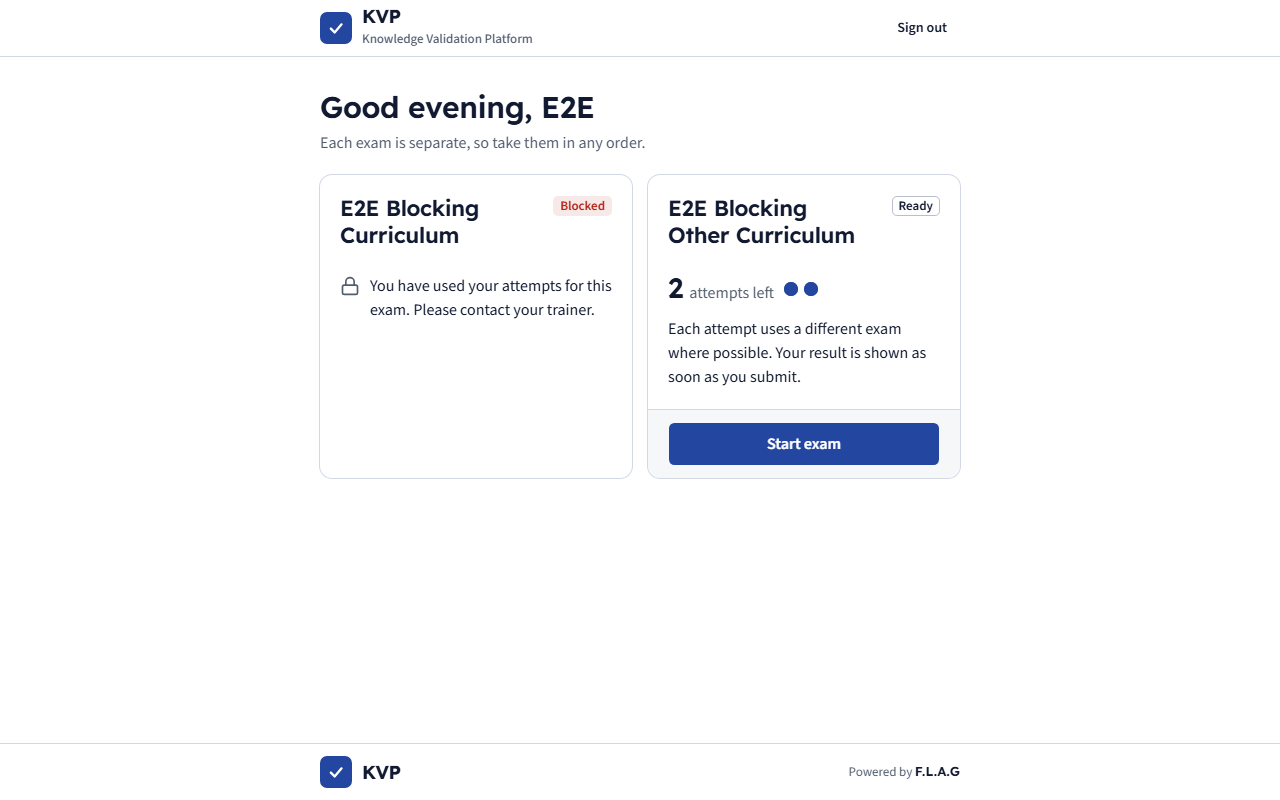 KVP
Knowledge Validation Platform
Sign out
Good evening, E2E
Each exam is separate, so take them in any order.
E2E Blocking
Curriculum
Blocked
You have used your attempts for this
exam. Please contact your trainer.
E2E Blocking
Other Curriculum
Ready
2 attempts left
Each attempt uses a different exam
where possible. Your result is shown as
soon as you submit.
Start exam
KVP
Powered by F.L.A.G